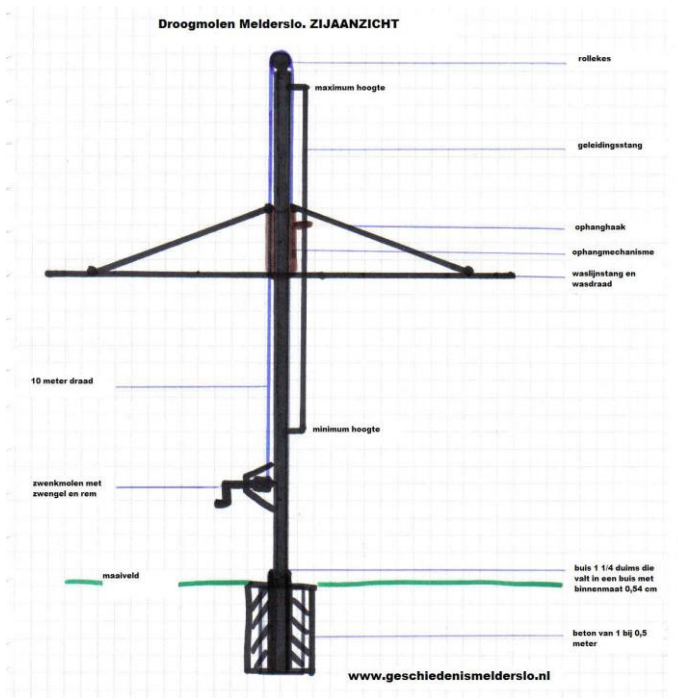 Droogmolen Melderslo. ZIJAANZICHT
rollekes
maximum hoogte
geleidingsstang
ophanghaak
ophangmechanisme
waslijnstang en
wasdraad
10 meter draad
minimum hoogte
zwenkmolen met
zwengel en rem
maaiveld
buis 1 1/4 duims die
valt in een buis met
binnenmaat 0,54 cm
beton van 1 bij 0,5
meter
www.geschiedenismelderslo.nl